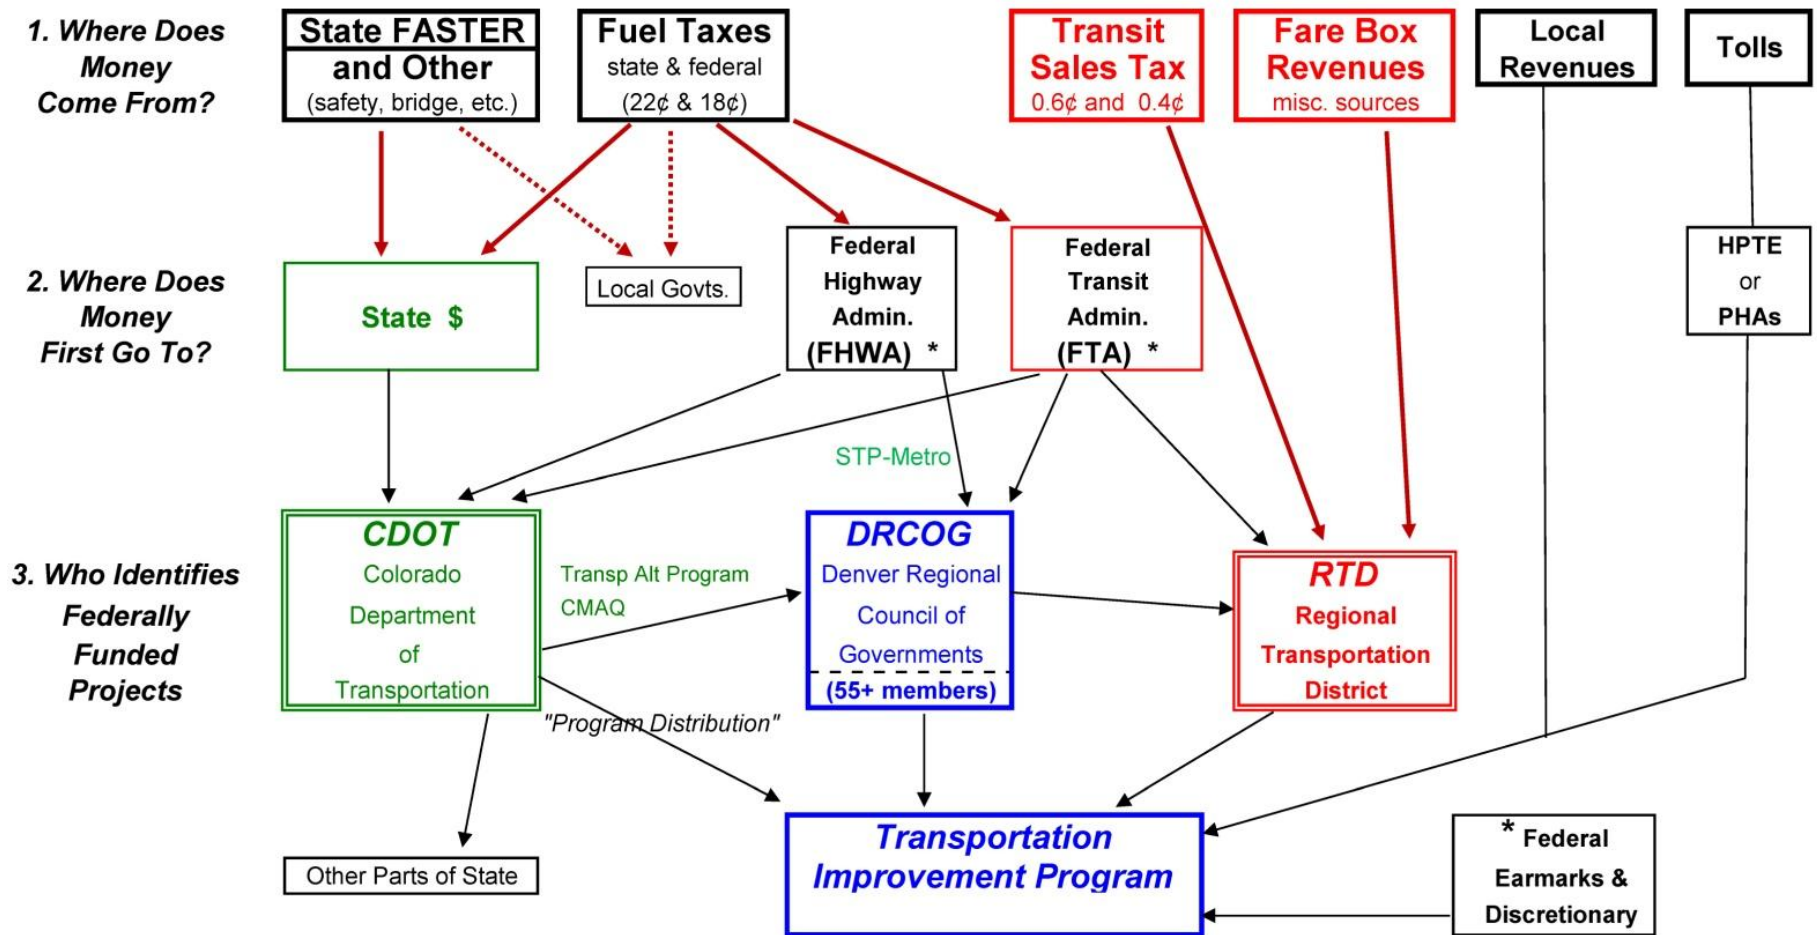 1. Where Does
Money
Come From?
State FASTER
and Other
(safety, bridge, etc.)
Fuel Taxes
state & federal
(22¢ & 18¢)
Transit
Sales Tax
0.6¢ and 0.4¢
Fare Box
Revenues
misc. sources
Local
Revenues
Tolls
2. Where Does
Money
First Go To?
State $
Local Govts.
Federal
Highway
Admin.
(FHWA) *
Federal
Transit
Admin.
(FTA) *
HPTE
or
PHAs
STP-Metro
3. Who Identifies
Federally
Funded
Projects
CDOT
Colorado
Department
of
Transportation
Transp Alt Program
CMAQ
DRCOG
Denver Regional
Council of
Governments
(55+ members)
RTD
Regional
Transportation
District
"Program Distribution"
Other Parts of State
Transportation
Improvement Program
* Federal
Earmarks &
Discretionary